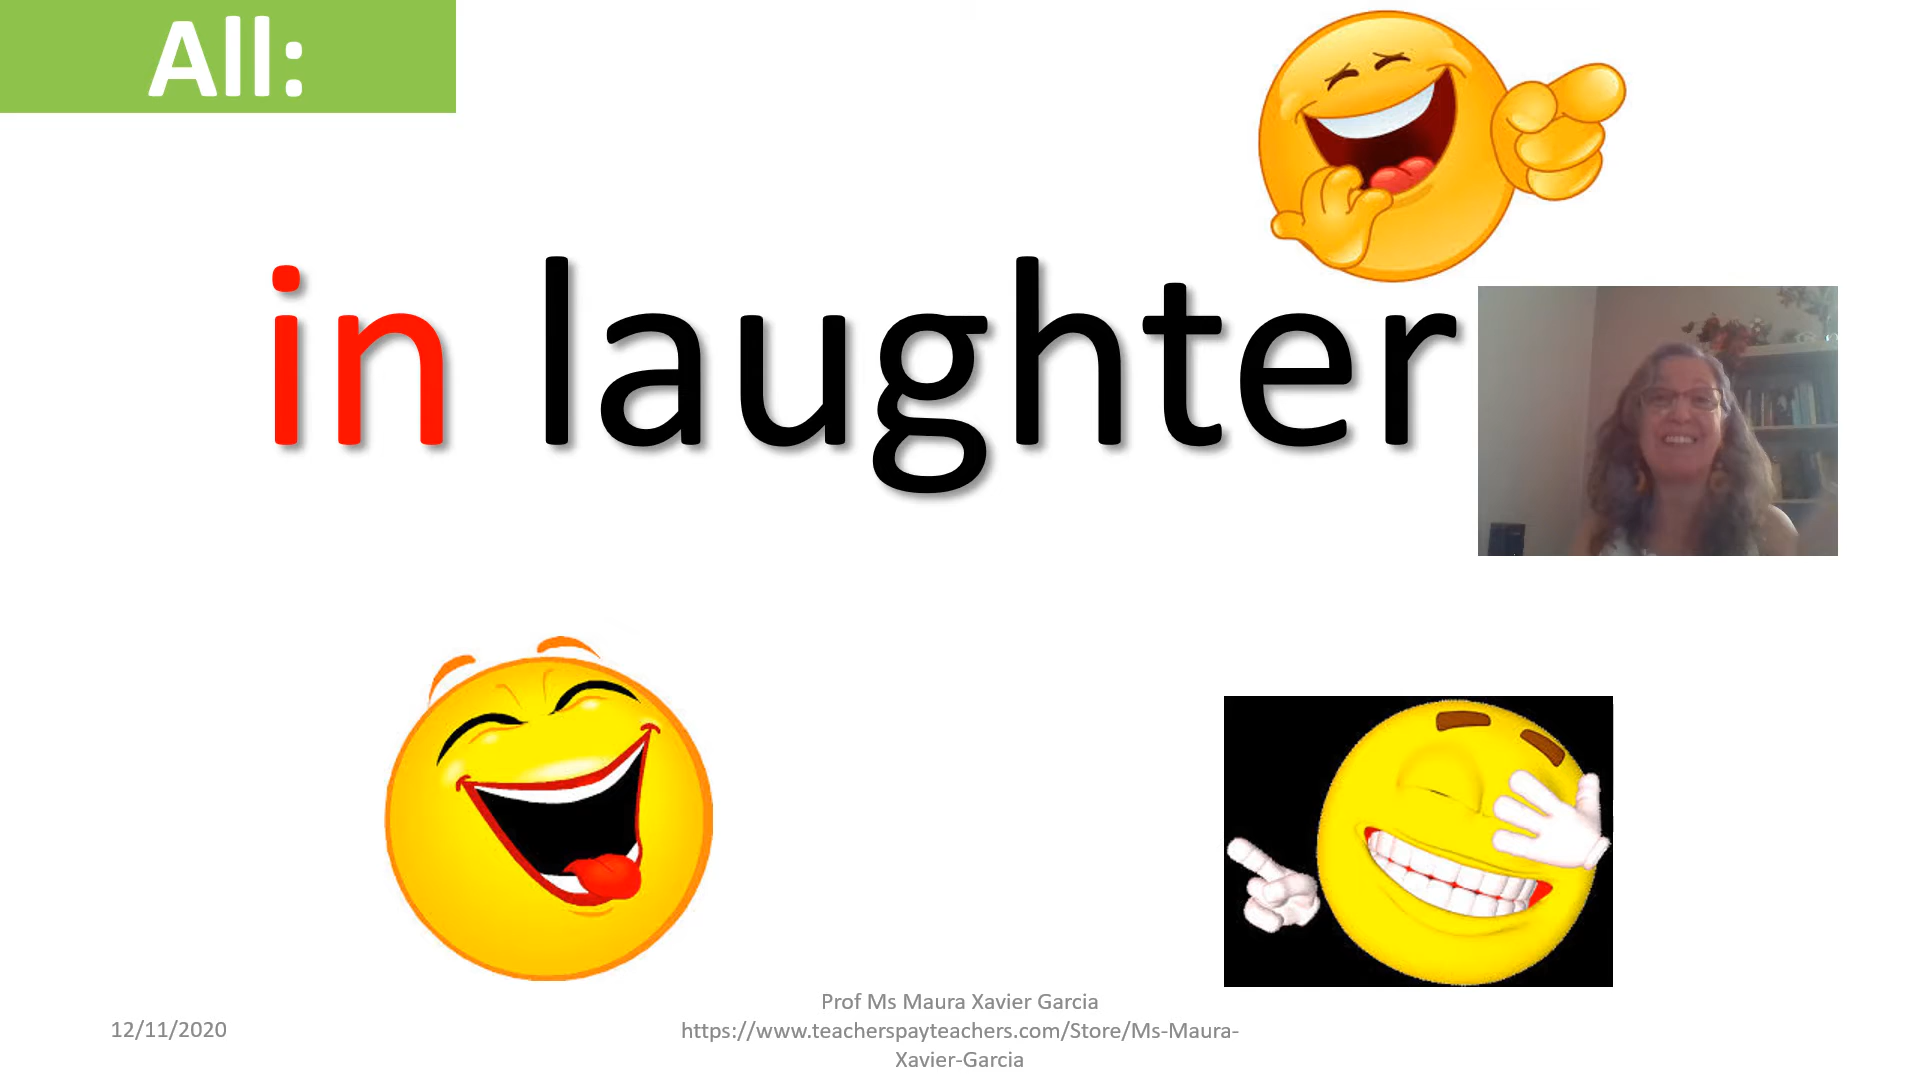 All:
in laughter
Prof Ms Maura Xavier Garcia
12/11/2020
https://www.teacherspayteachers.com/Store/Ms-Maura-
Xavier-Garcia